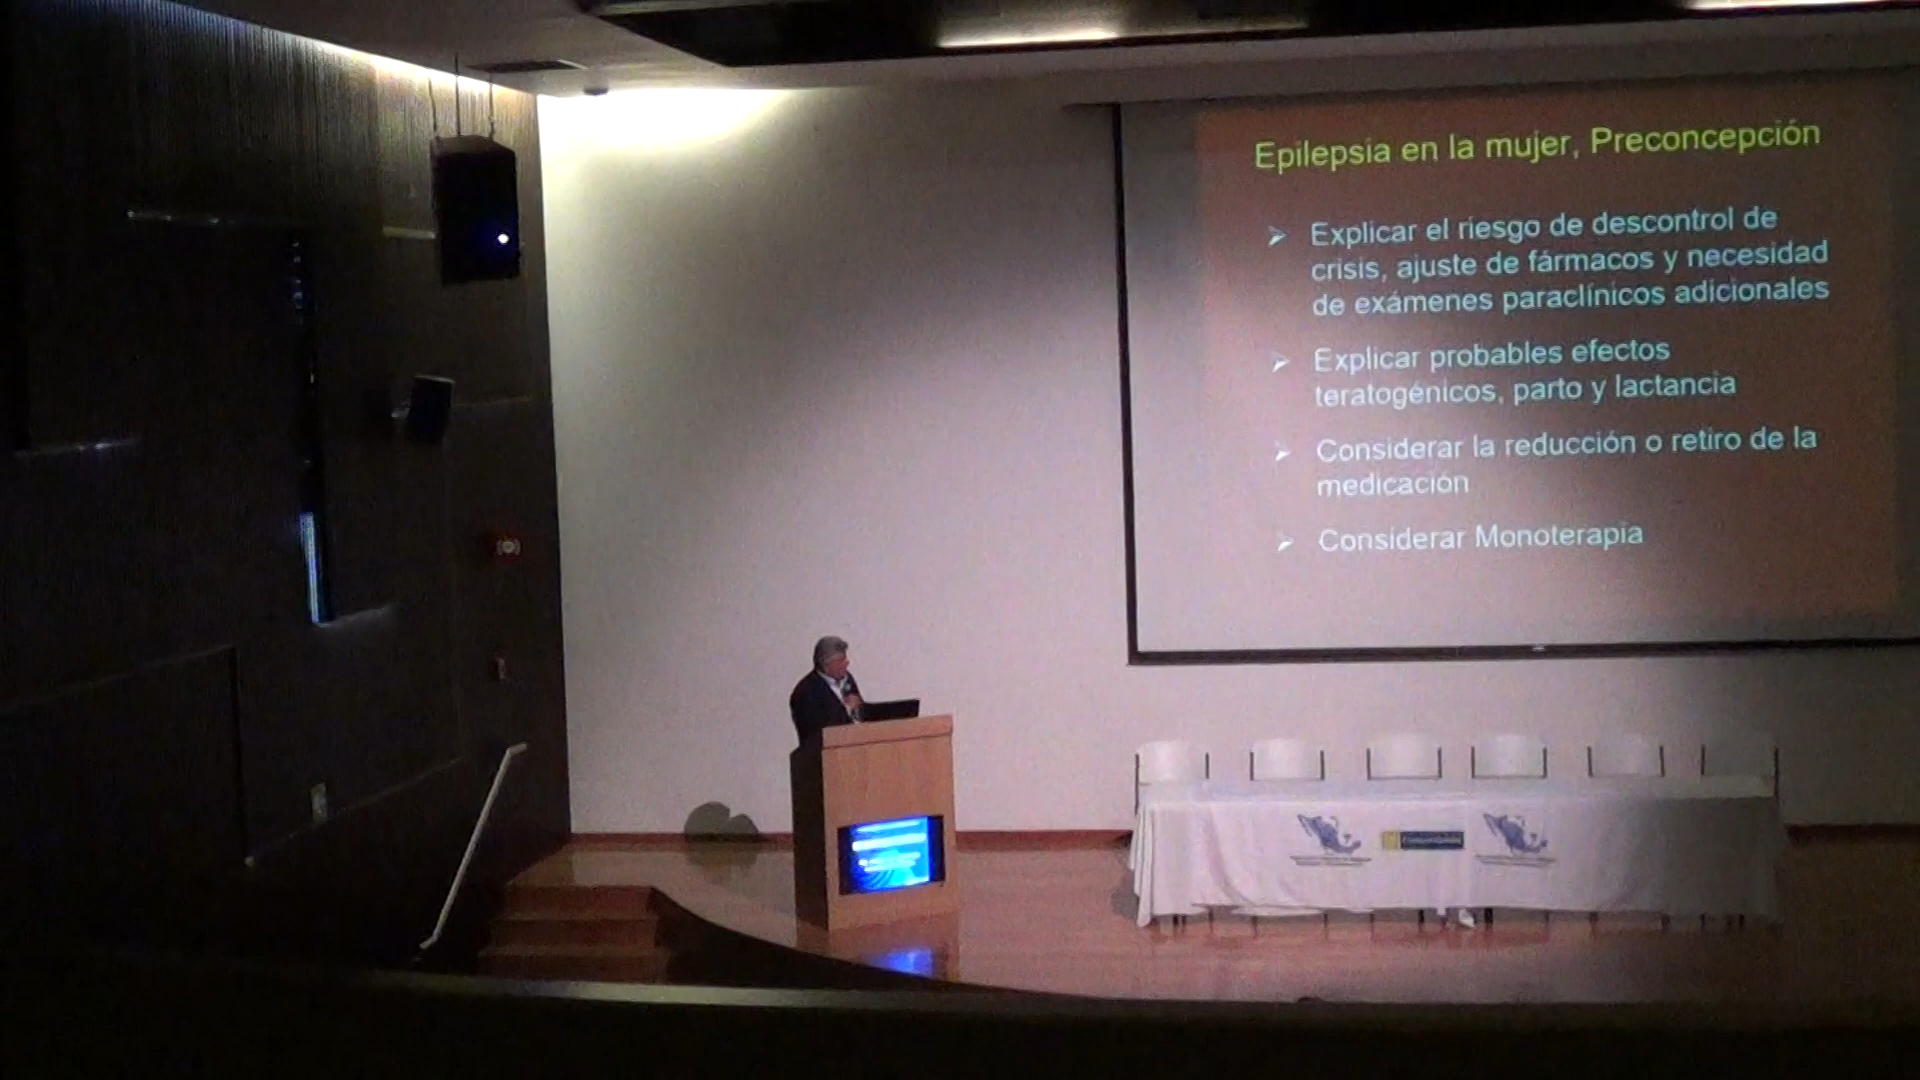 Epilepsia en la mujer, Preconcepción
➢ Explicar el riesgo de descontrol de
crisis, ajuste de fármacos y necesidad
de exámenes paraclínicos adicionales
➢ Explicar probables efectos
teratogénicos, parto y lactancia
➢ Considerar la reducción o retiro de la
medicación
➢ Considerar Monoterapia